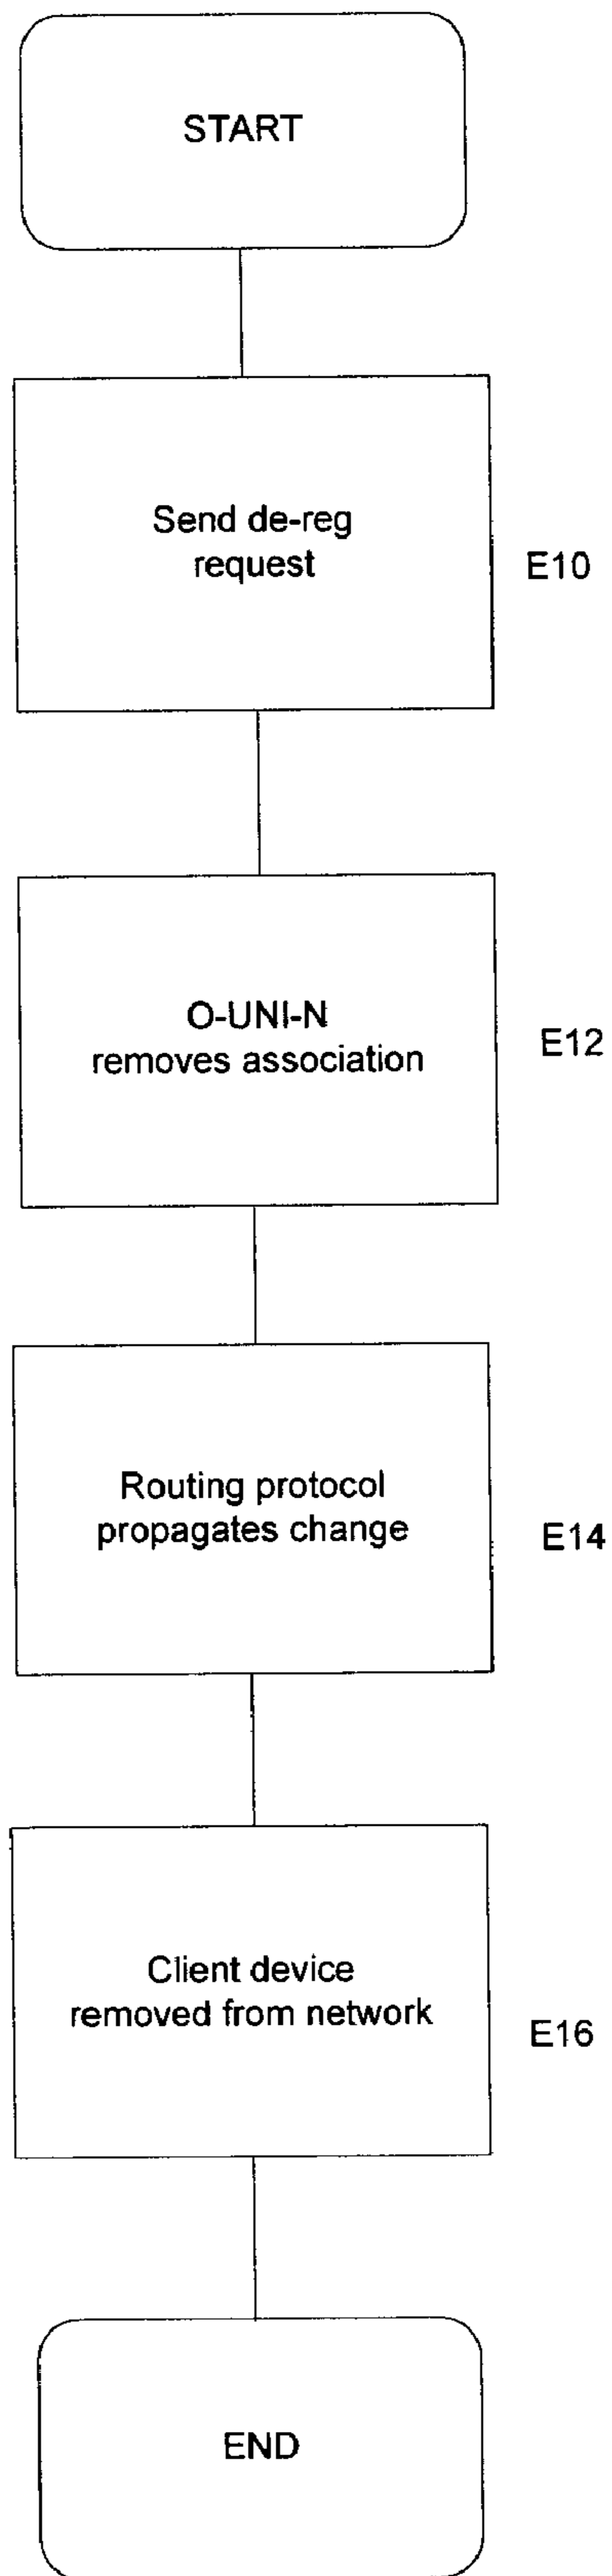 START
Send de-reg
request
E10
O-UNI-N
removes association
E12
Routing protocol
propagates change
E14
Client device
removed from network
E16
END